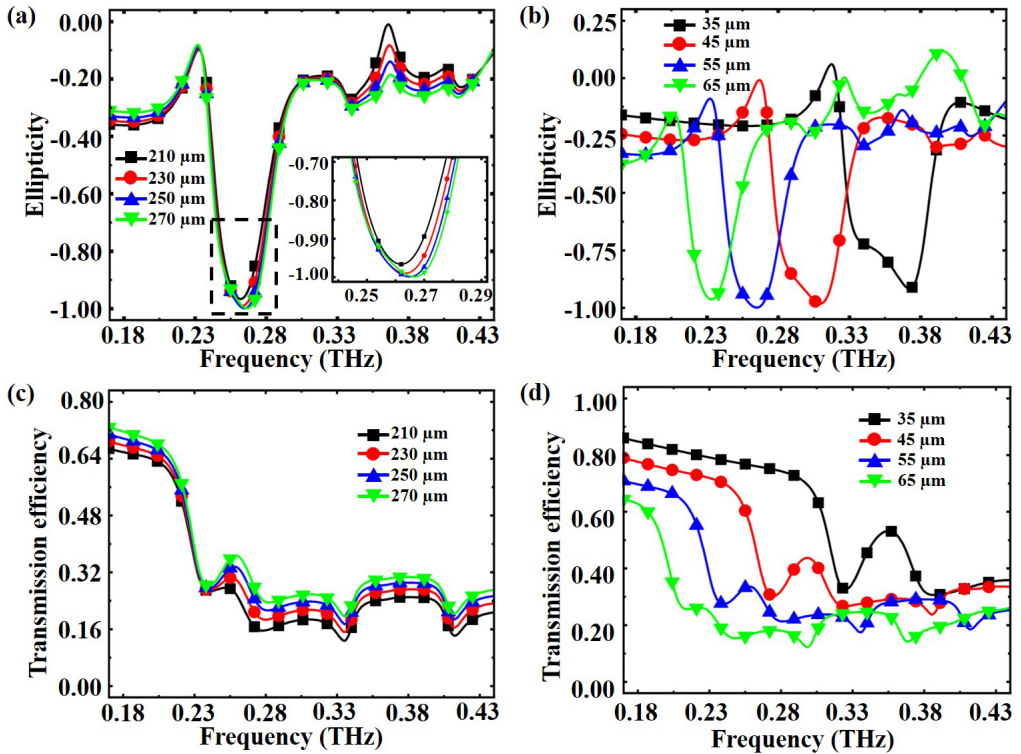 (a)
0.00
-0.20
-0.40
-0.60
-0.80
-1.00
Ellipticity
210 μm
230 μm
250 μm
270 μm
-0.70
-0.80
-0.90
-1.00
0.25
0.27
0.29
0.18
0.23
0.28
0.33
0.38
0.43
Frequency (THz)
(b)
0.25
0.00
-0.25
-0.50
-0.75
-1.00
Ellipticity
35 μm
45 μm
55 μm
65 μm
0.18
0.23
0.28
0.33
0.38
0.43
Frequency (THz)
(c)
0.80
0.64
0.48
0.32
0.16
0.00
Transmission efficiency
210 μm
230 μm
250 μm
270 μm
0.18
0.23
0.28
0.33
0.38
0.43
Frequency (THz)
(d)
1.00
0.80
0.60
0.40
0.20
0.00
Transmission efficiency
35 μm
45 μm
55 μm
65 μm
0.18
0.23
0.28
0.33
0.38
0.43
Frequency (THz)